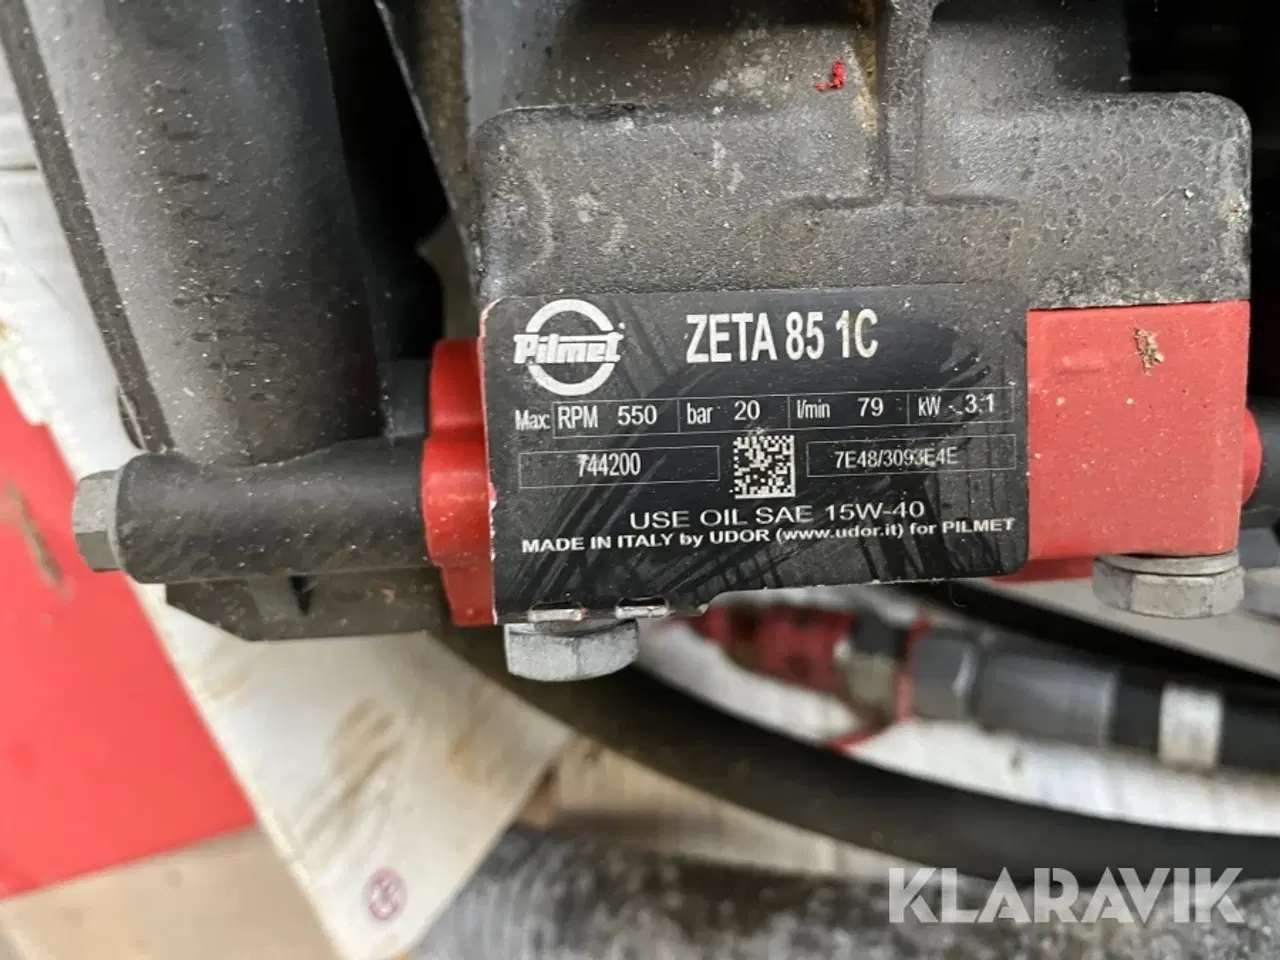 Pilmet
ZETA 85 1C
Max: RPM 550 bar 20 l/min 79 kW 3.1
744200 7E48/3093E4E
USE OIL SAE 15W-40
MADE IN ITALY by UDOR (www.udor.it) for PILMET
KLARAVIK